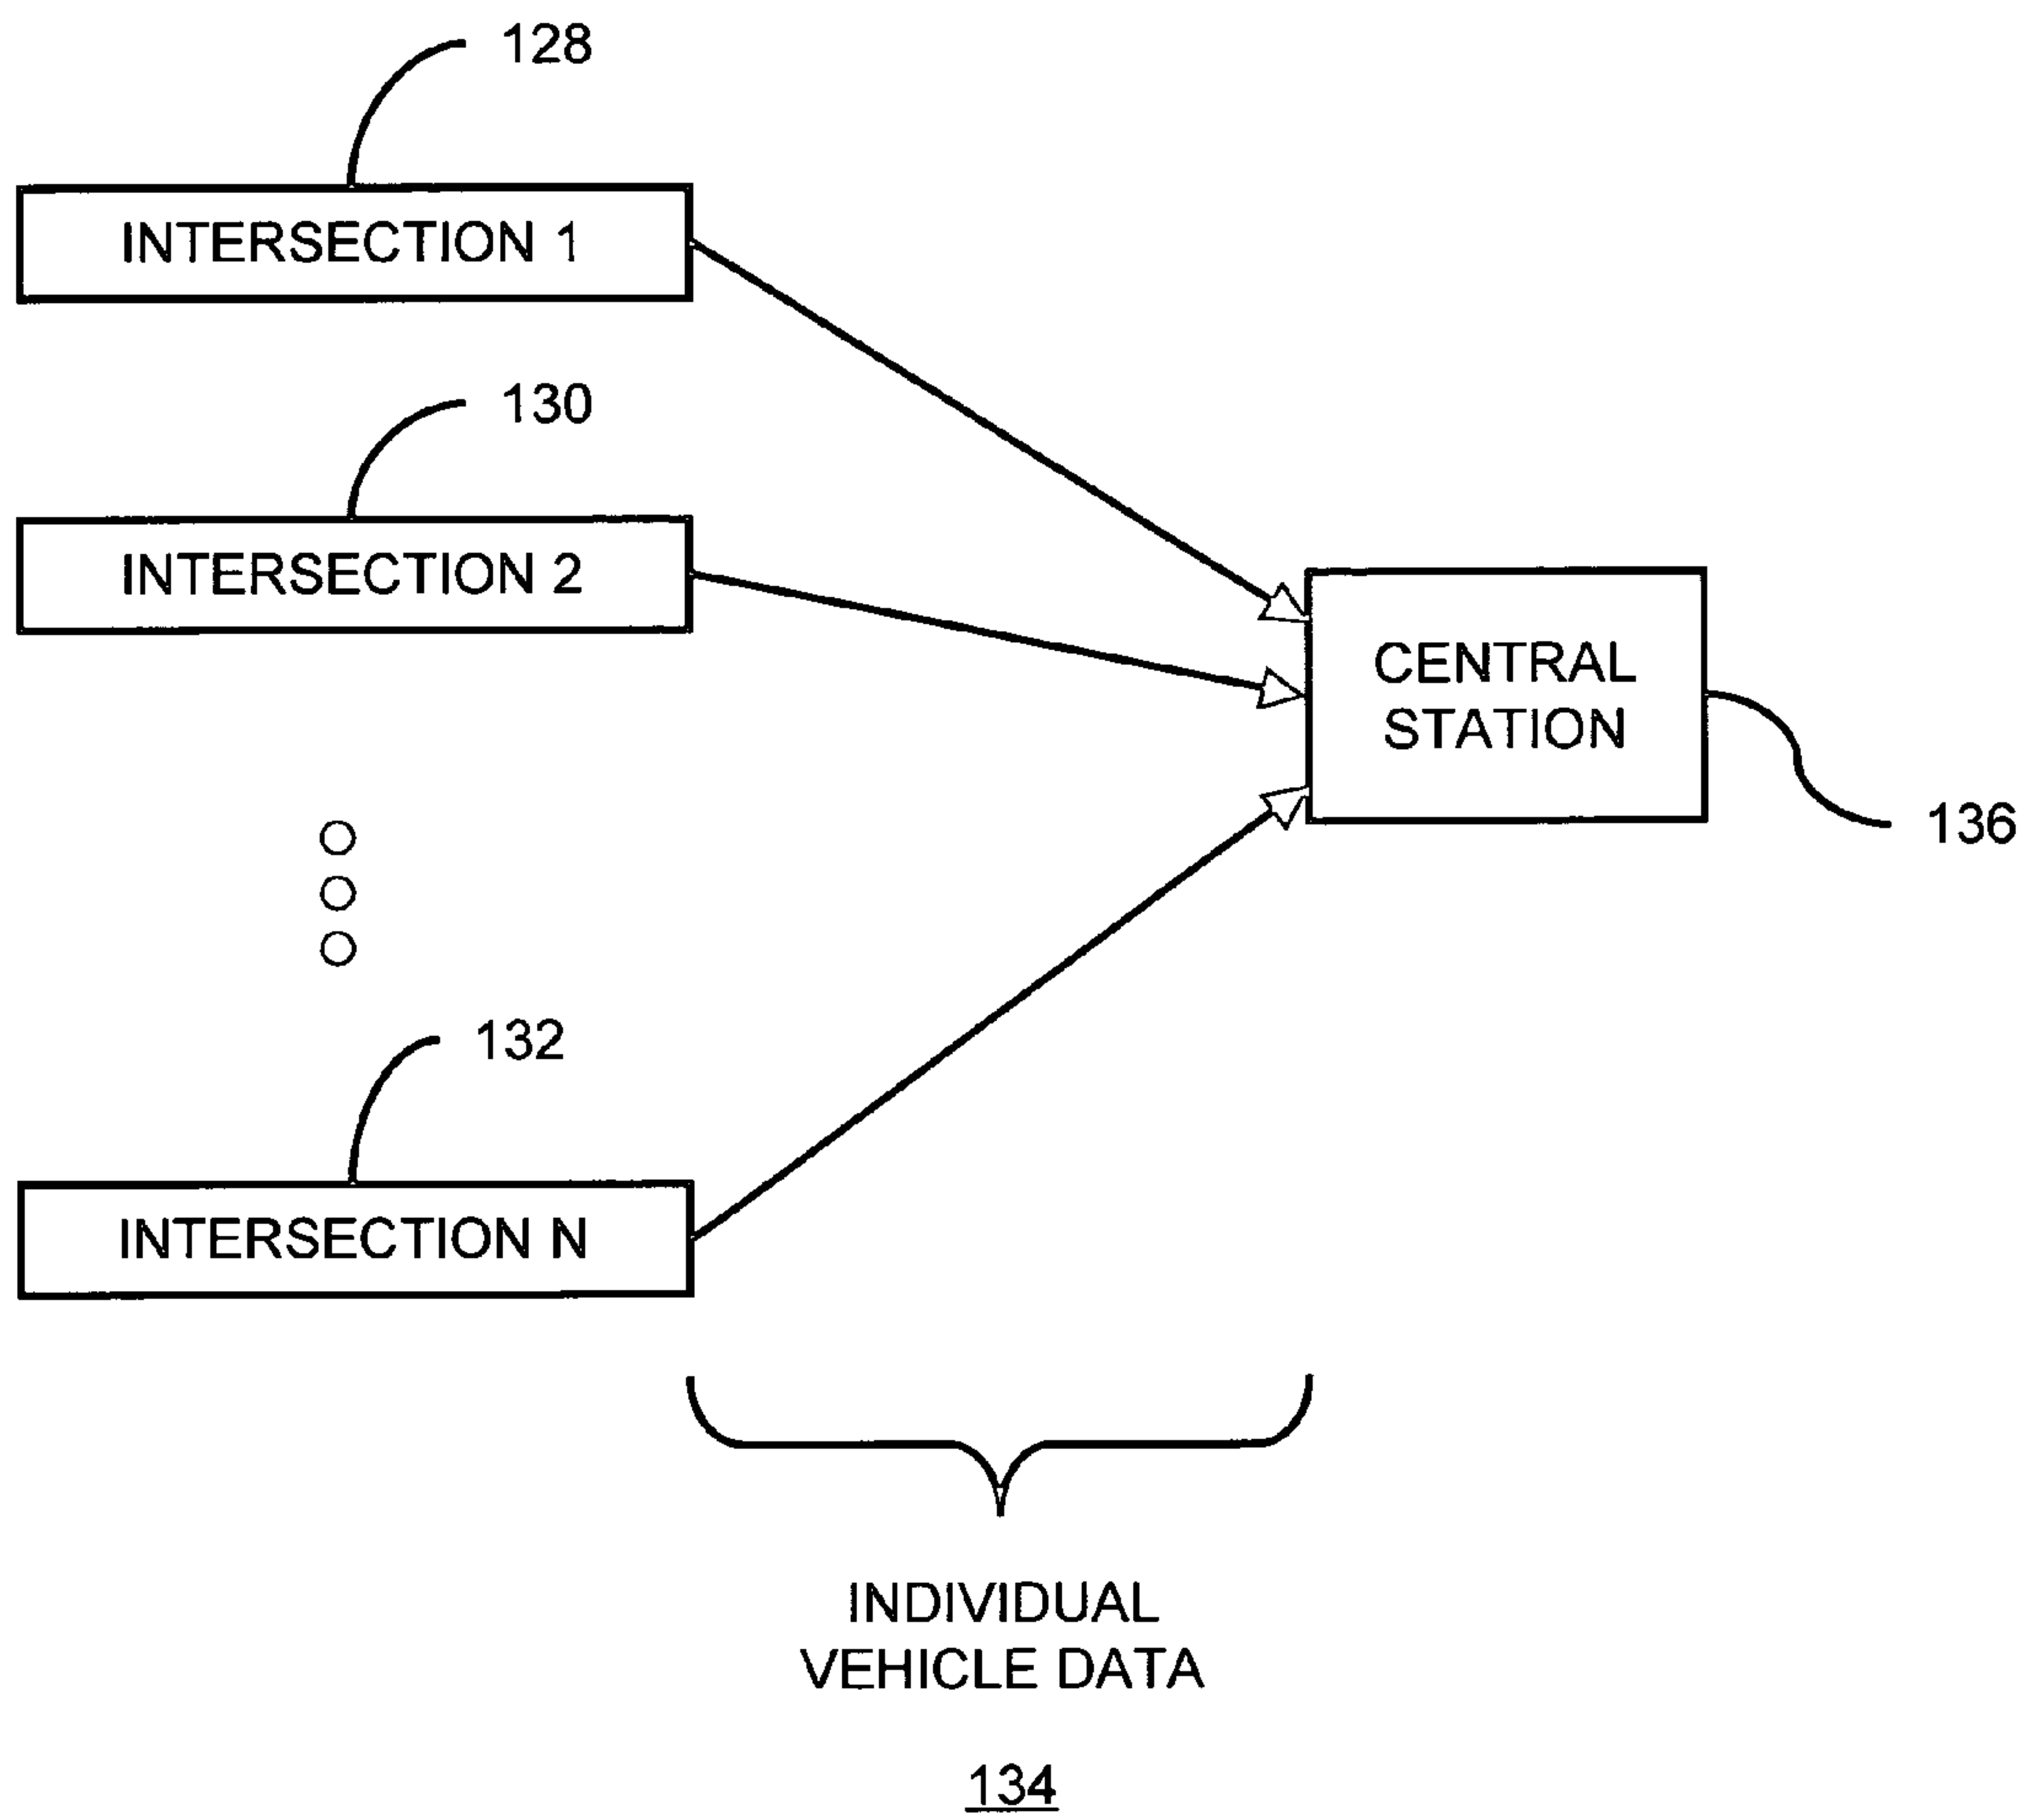 128
INTERSECTION 1
130
INTERSECTION 2
CENTRAL
STATION
136
132
INTERSECTION N
INDIVIDUAL
VEHICLE DATA
134